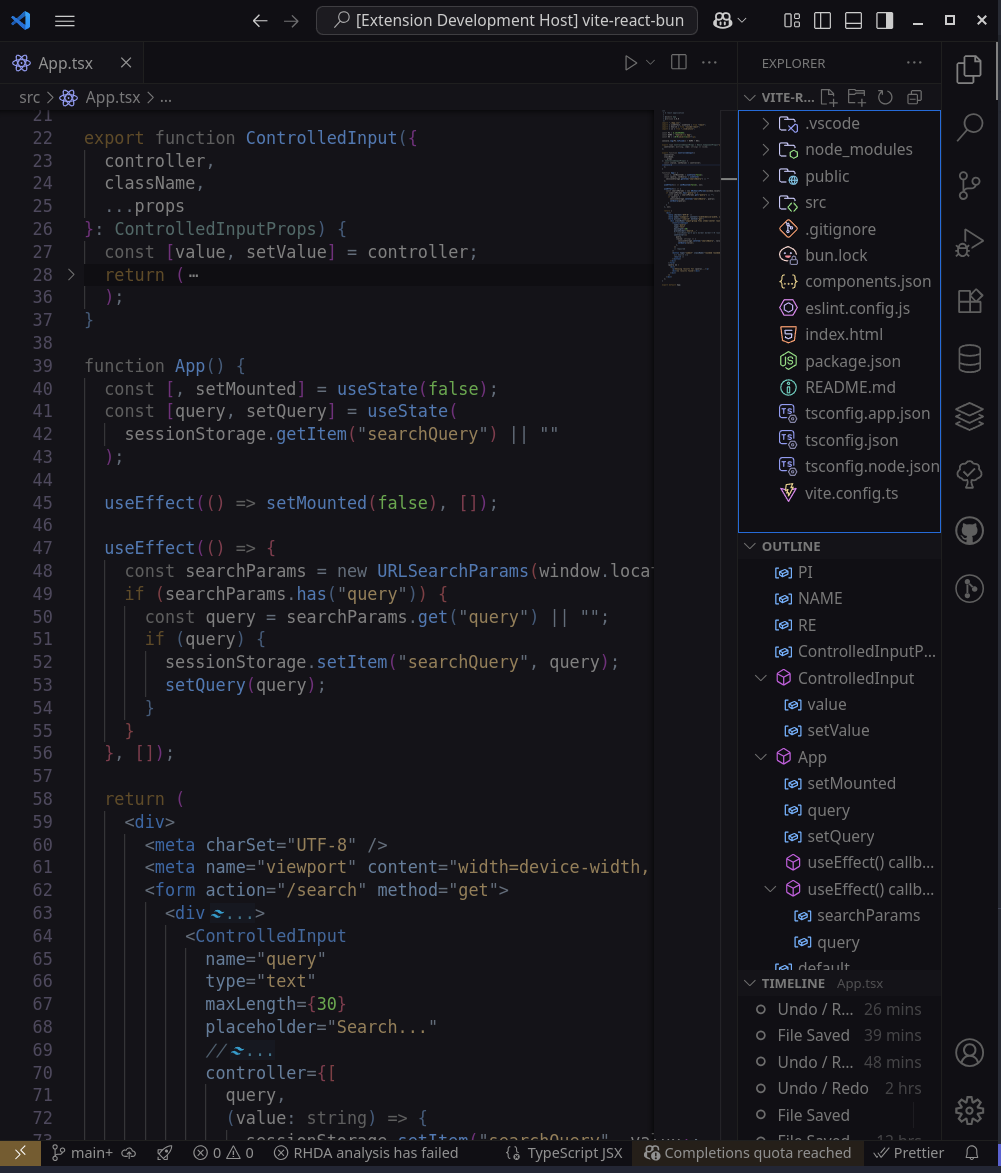 [Extension Development Host] vite-react-bun
App.tsx
src > App.tsx > ...
21
22 export function ControlledInput({
23 controller,
24 className,
25 ...props
26 }: ControlledInputProps) {
27 const [value, setValue] = controller;
28 return ( ⋯
36 );
37 }
38
39 function App() {
40 const [, setMounted] = useState(false);
41 const [query, setQuery] = useState(
42 sessionStorage.getItem("searchQuery") || ""
43 );
44
45 useEffect(() => setMounted(false), []);
46
47 useEffect(() => {
48 const searchParams = new URLSearchParams(window.locat
49 if (searchParams.has("query")) {
50 const query = searchParams.get("query") || "";
51 if (query) {
52 sessionStorage.setItem("searchQuery", query);
53 setQuery(query);
54 }
55 }
56 }, []);
57
58 return (
59 <div>
60 <meta charSet="UTF-8" />
61 <meta name="viewport" content="width=device-width,
62 <form action="/search" method="get">
63 <div ...>
64 <ControlledInput
65 name="query"
66 type="text"
67 maxLength={30}
68 placeholder="Search..."
69 // ...
70 controller={[
71 query,
72 (value: string) => {
73 sessionStorage.setItem("searchQuery", val
EXPLORER
VITE-R...
.vscode
node_modules
public
src
.gitignore
bun.lock
components.json
eslint.config.js
index.html
package.json
README.md
tsconfig.app.json
tsconfig.json
tsconfig.node.json
vite.config.ts
OUTLINE
PI
NAME
RE
ControlledInputP...
ControlledInput
value
setValue
App
setMounted
query
setQuery
useEffect() callb...
useEffect() callb...
searchParams
query
default
TIMELINE App.tsx
Undo / R... 26 mins
File Saved 39 mins
Undo / R... 48 mins
Undo / Redo 2 hrs
File Saved
File Saved 12 hrs
main+
0 0
RHDA analysis has failed
TypeScript JSX
Completions quota reached
Prettier